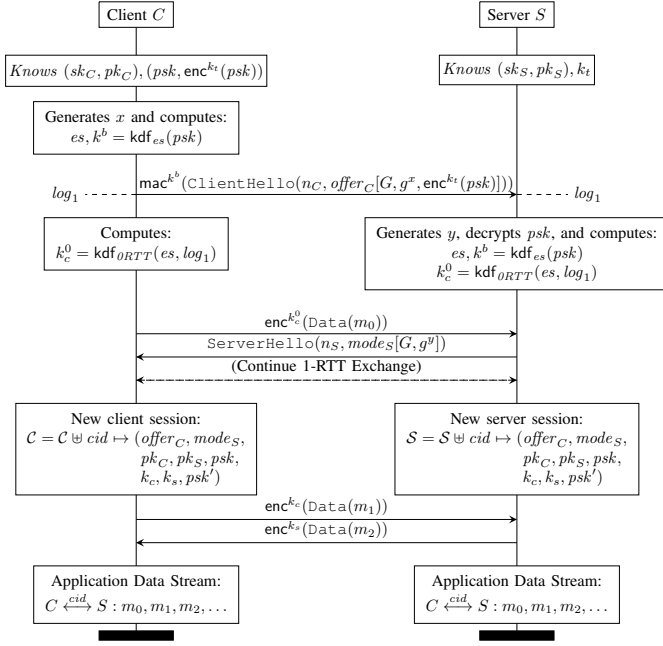 Client C
Server S
Knows (sk_C, pk_C), (psk, enc^{k_t}(psk))
Knows (sk_S, pk_S), k_t
Generates x and computes:
es, k^b = kdf_{es}(psk)
mac^{k^b}(ClientHello(n_C, offer_C[G, g^x, enc^{k_t}(psk)]))
log_1
log_1
Computes:
k_c^0 = kdf_{0RTT}(es, log_1)
Generates y, decrypts psk, and computes:
es, k^b = kdf_{es}(psk)
k_c^0 = kdf_{0RTT}(es, log_1)
enc^{k_c^0}(Data(m_0))
ServerHello(n_S, mode_S[G, g^y])
(Continue 1-RTT Exchange)
New client session:
C = C ⊎ cid ↦ (offer_C, mode_S,
pk_C, pk_S, psk,
k_c, k_s, psk′)
New server session:
S = S ⊎ cid ↦ (offer_C, mode_S,
pk_C, pk_S, psk,
k_c, k_s, psk′)
enc^{k_c}(Data(m_1))
enc^{k_s}(Data(m_2))
Application Data Stream:
C ⟷^{cid} S : m_0, m_1, m_2, ...
Application Data Stream:
C ⟷^{cid} S : m_0, m_1, m_2, ...